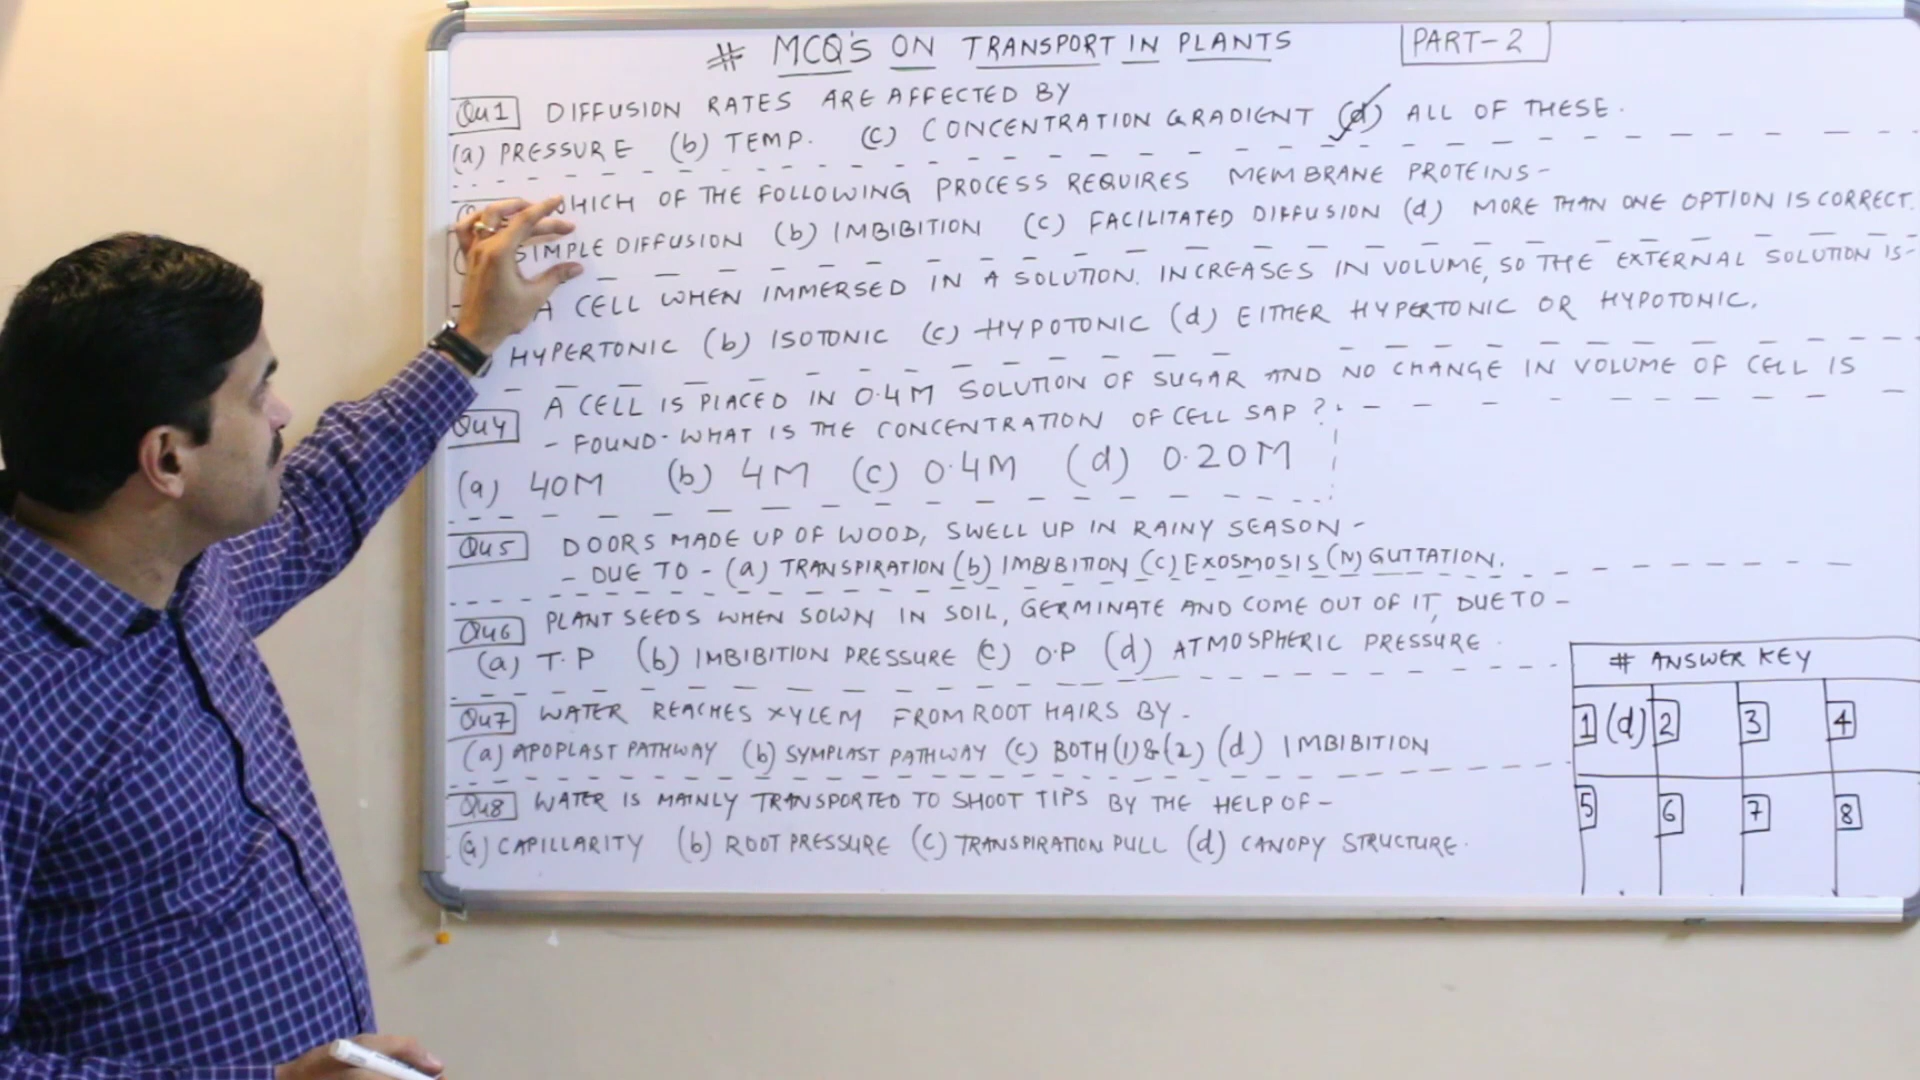 # MCQ'S ON TRANSPORT IN PLANTS PART-2
Qu1 DIFFUSION RATES ARE AFFECTED BY
(a) PRESSURE (b) TEMP. (c) CONCENTRATION GRADIENT (d) ALL OF THESE.
WHICH OF THE FOLLOWING PROCESS REQUIRES MEMBRANE PROTEINS-
SIMPLE DIFFUSION (b) IMBIBITION (c) FACILITATED DIFFUSION (d) MORE THAN ONE OPTION IS CORRECT.
A CELL WHEN IMMERSED IN A SOLUTION. INCREASES IN VOLUME, SO THE EXTERNAL SOLUTION IS-
HYPERTONIC (b) ISOTONIC (c) HYPOTONIC (d) EITHER HYPERTONIC OR HYPOTONIC.
Qu4 A CELL IS PLACED IN 0.4M SOLUTION OF SUGAR AND NO CHANGE IN VOLUME OF CELL IS
- FOUND- WHAT IS THE CONCENTRATION OF CELL SAP ?
(a) 40M (b) 4M (c) 0.4M (d) 0.20M
Qu5 DOORS MADE UP OF WOOD, SWELL UP IN RAINY SEASON -
- DUE TO - (a) TRANSPIRATION (b) IMBIBITION (c) EXOSMOSIS (N) GUTTATION.
Qu6 PLANT SEEDS WHEN SOWN IN SOIL, GERMINATE AND COME OUT OF IT, DUE TO -
(a) T.P (b) IMBIBITION PRESSURE (c) O.P (d) ATMOSPHERIC PRESSURE
Qu7 WATER REACHES XYLEM FROM ROOT HAIRS BY -
(a) APOPLAST PATHWAY (b) SYMPLAST PATHWAY (c) BOTH (1) & (2) (d) IMBIBITION
Qu8 WATER IS MAINLY TRANSPORTED TO SHOOT TIPS BY THE HELP OF -
(a) CAPILLARITY (b) ROOT PRESSURE (c) TRANSPIRATION PULL (d) CANOPY STRUCTURE.
# ANSWER KEY
1 (d) 2 3 4
5 6 7 8